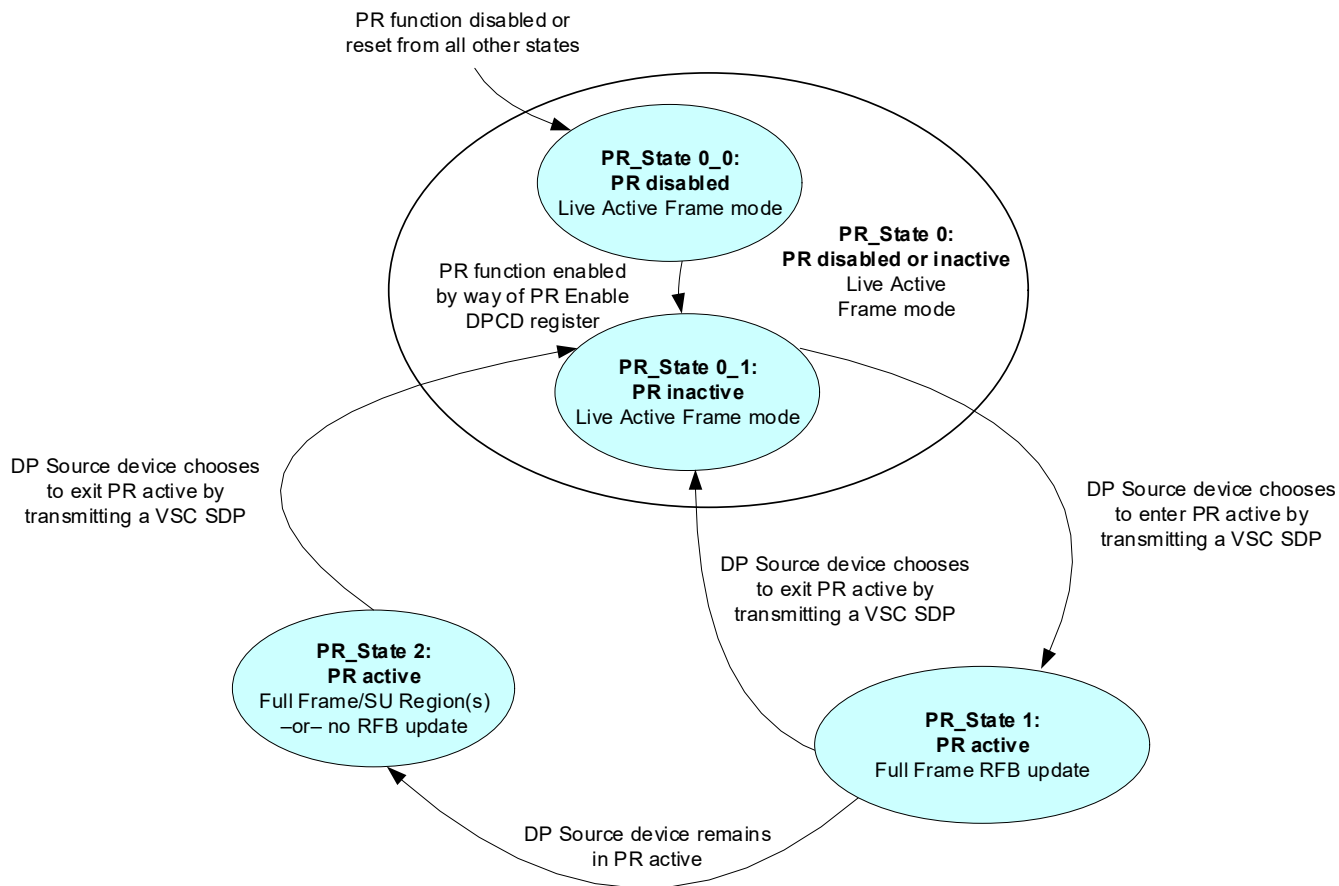 PR function disabled or
reset from all other states
PR_State 0_0:
PR disabled
Live Active Frame mode
PR_State 0:
PR disabled or inactive
Live Active
Frame mode
PR function enabled
by way of PR Enable
DPCD register
PR_State 0_1:
PR inactive
Live Active Frame mode
DP Source device chooses
to exit PR active by
transmitting a VSC SDP
DP Source device chooses
to enter PR active by
transmitting a VSC SDP
DP Source device chooses
to exit PR active by
transmitting a VSC SDP
PR_State 2:
PR active
Full Frame/SU Region(s)
–or– no RFB update
PR_State 1:
PR active
Full Frame RFB update
DP Source device remains
in PR active